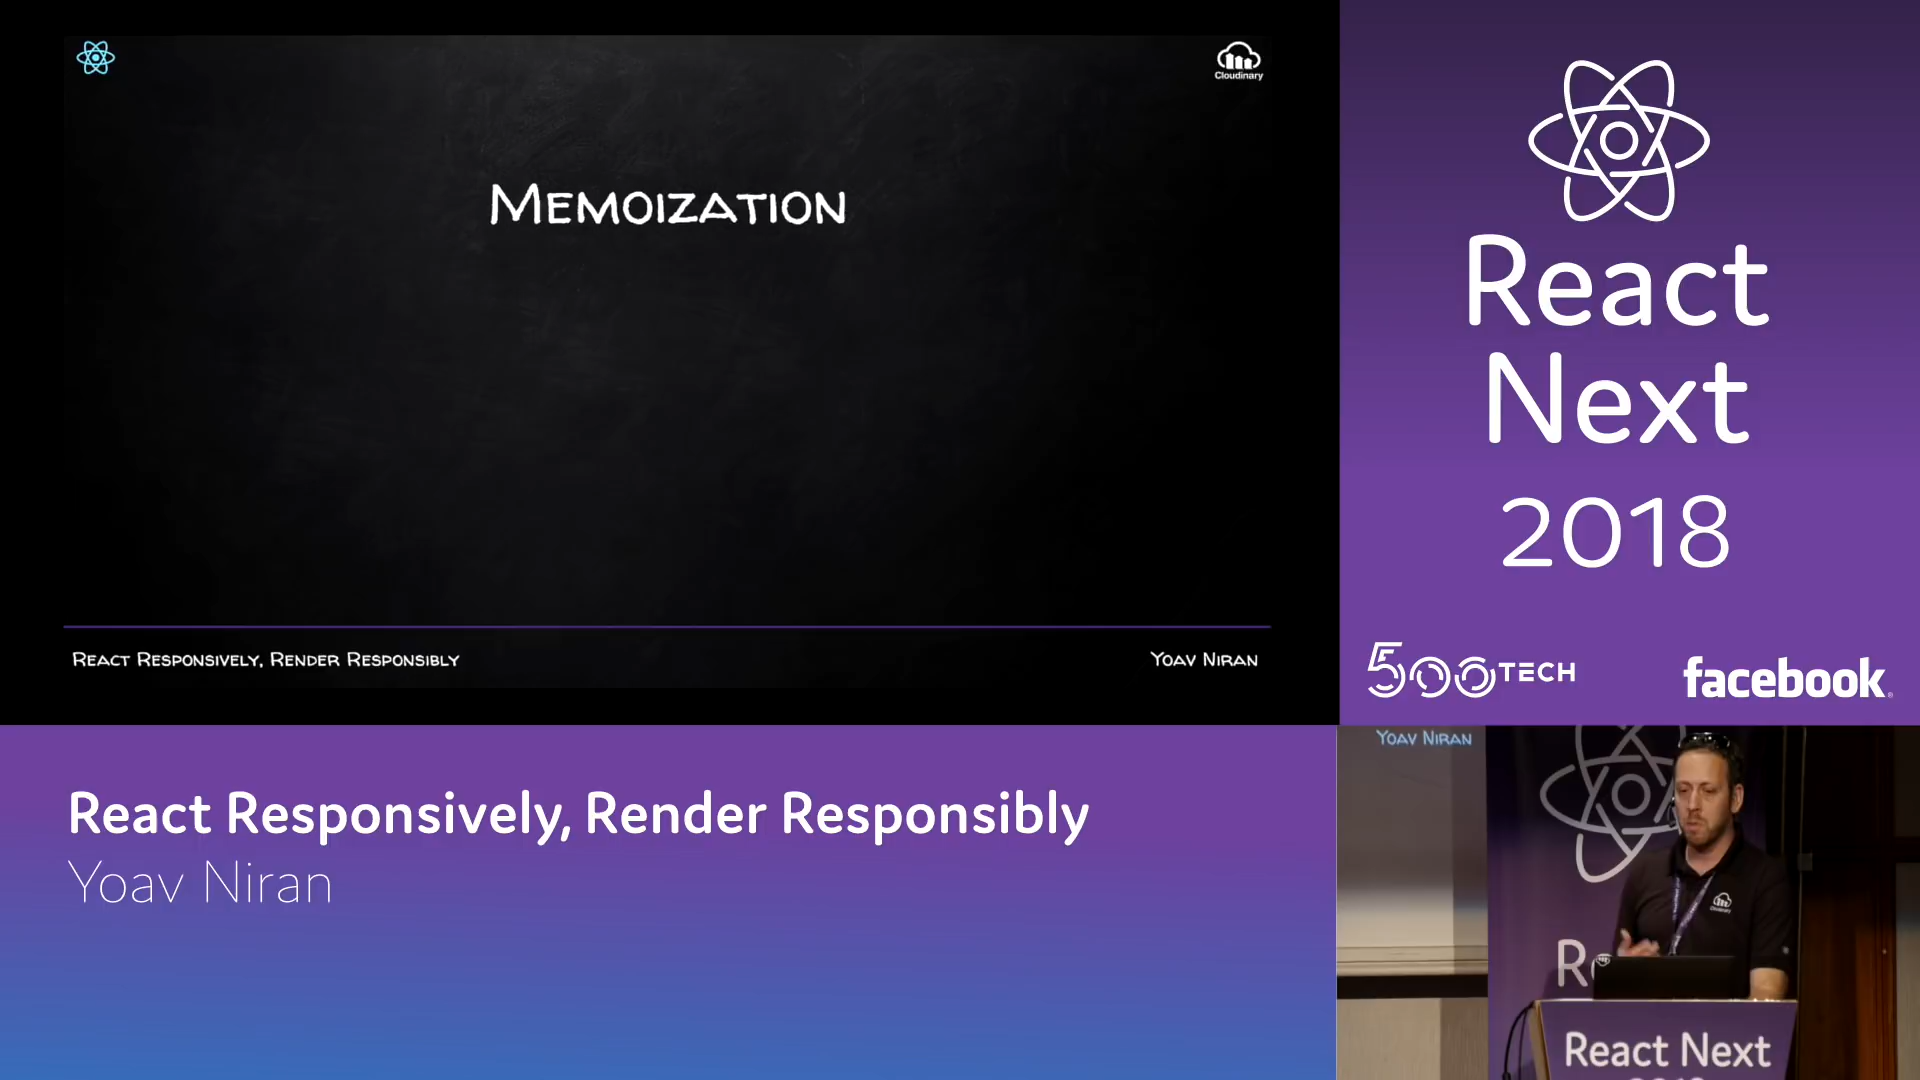 Cloudinary
MEMOIZATION
REACT RESPONSIVELY, RENDER RESPONSIBLY
YOAV NIRAN
React
Next
2018
500TECH
facebook
React Responsively, Render Responsibly
Yoav Niran
YOAV NIRAN
React Next